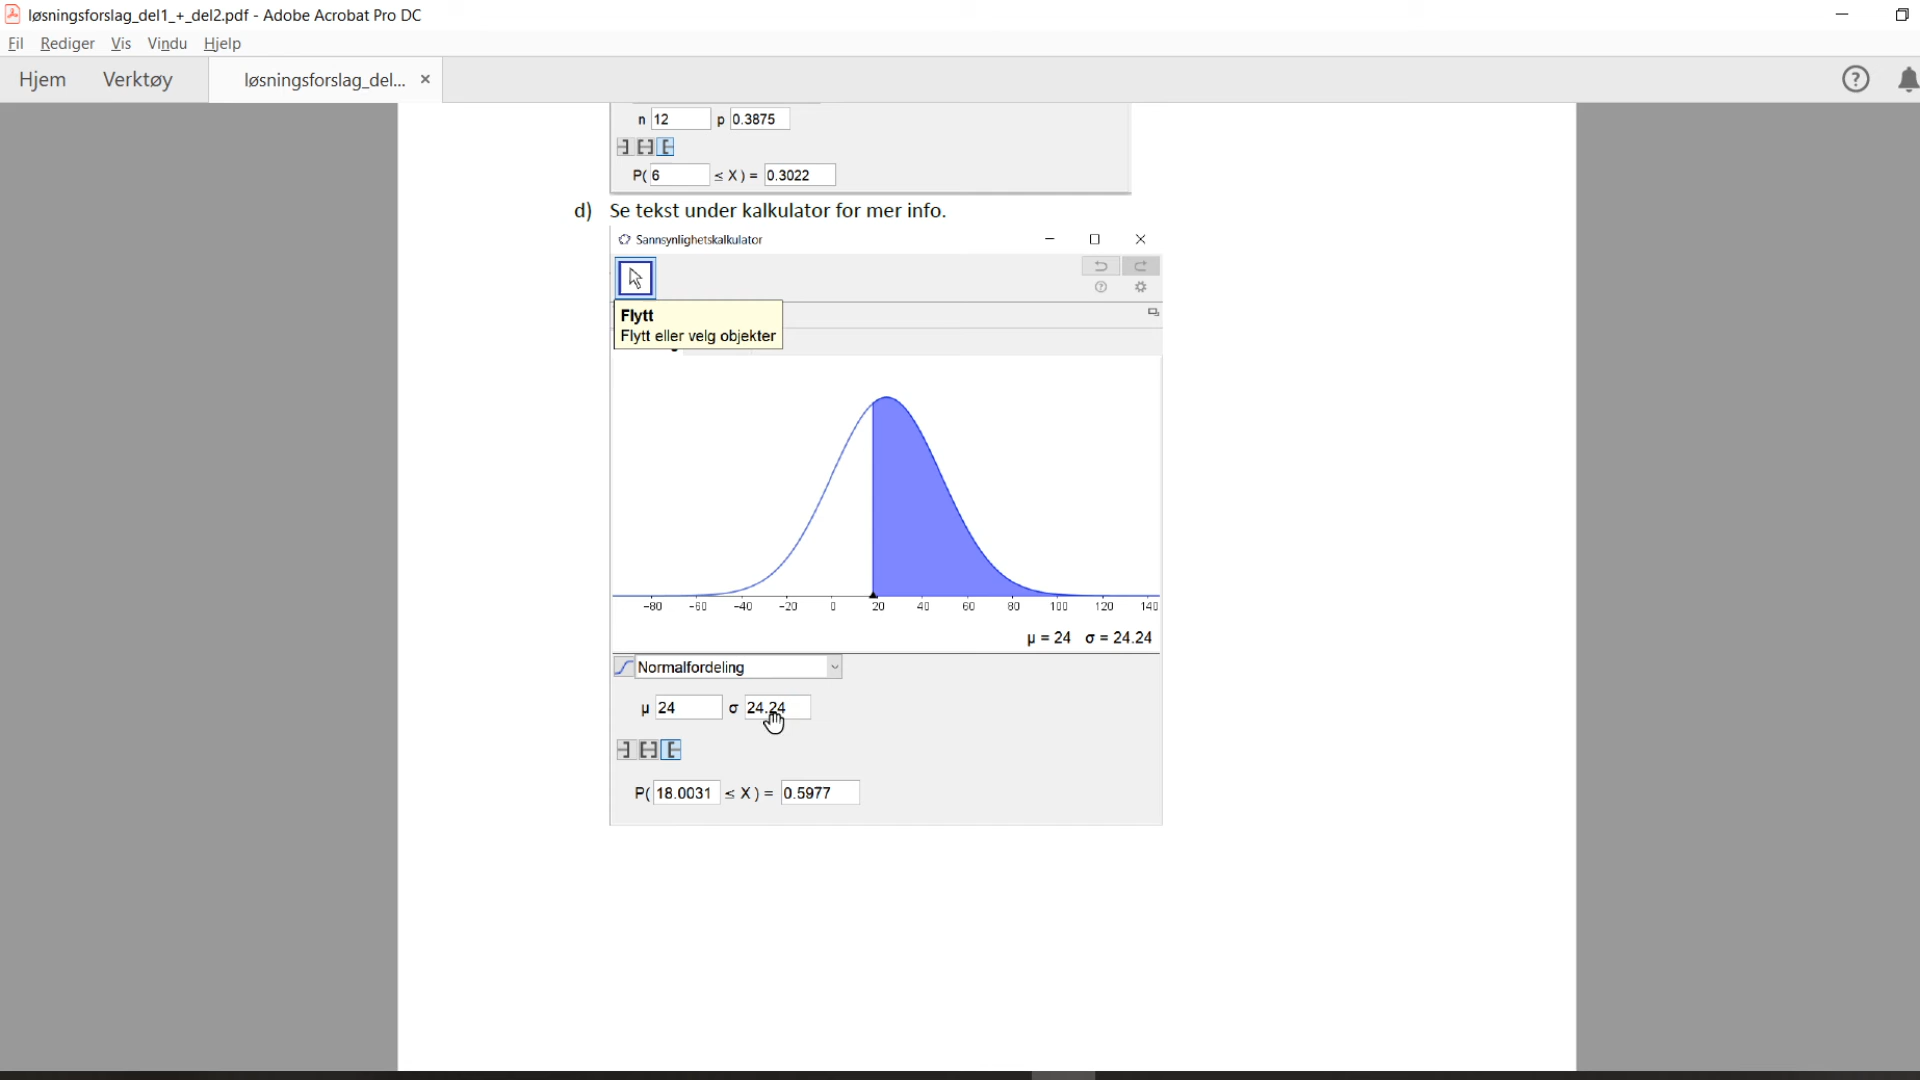 løsningsforslag_del1_+_del2.pdf - Adobe Acrobat Pro DC
Fil Rediger Vis Vindu Hjelp
Hjem Verktøy løsningsforslag_del... ×
n 12 p 0.3875
P( 6 ≤ X ) = 0.3022
d) Se tekst under kalkulator for mer info.
Sannsynlighetskalkulator
Flytt
Flytt eller velg objekter
-80 -60 -40 -20 0 20 40 60 80 100 120 140
μ = 24 σ = 24.24
Normalfordeling
μ 24 σ 24.24
P( 18.0031 ≤ X ) = 0.5977